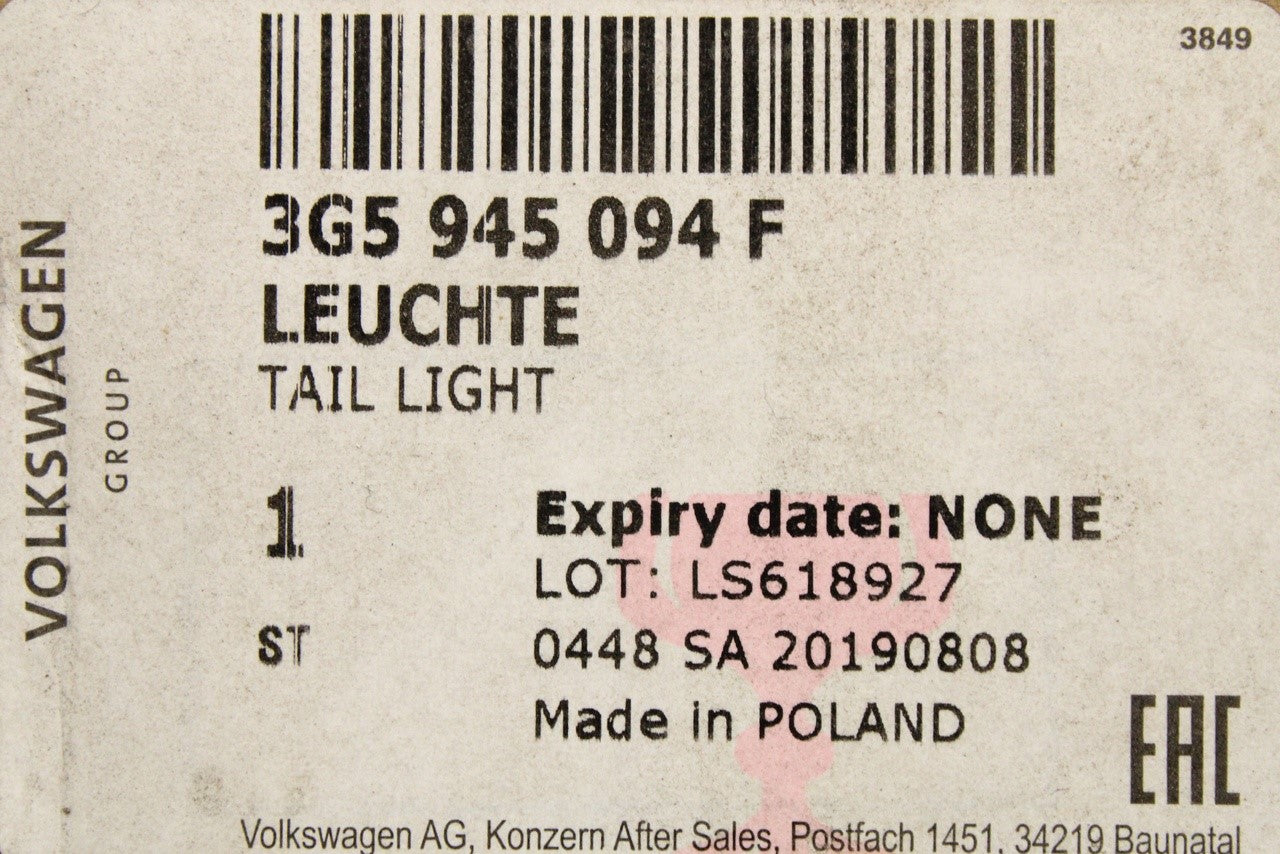 3849
3G5 945 094 F
LEUCHTE
TAIL LIGHT
1
Expiry date: NONE
LOT: LS618927
ST
0448 SA 20190808
Made in POLAND
EAC
Volkswagen AG, Konzern After Sales, Postfach 1451, 34219 Baunatal
VOLKSWAGEN
GROUP